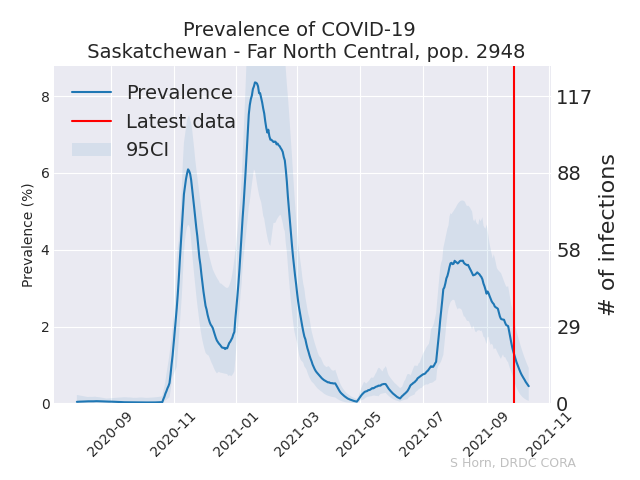 Prevalence of COVID-19
Saskatchewan - Far North Central, pop. 2948
Prevalence
Latest data
95CI
Prevalence (%)
8
6
4
2
0
117
88
58
29
0
# of infections
2020-09
2020-11
2021-01
2021-03
2021-05
2021-07
2021-09
2021-11
S Horn, DRDC CORA